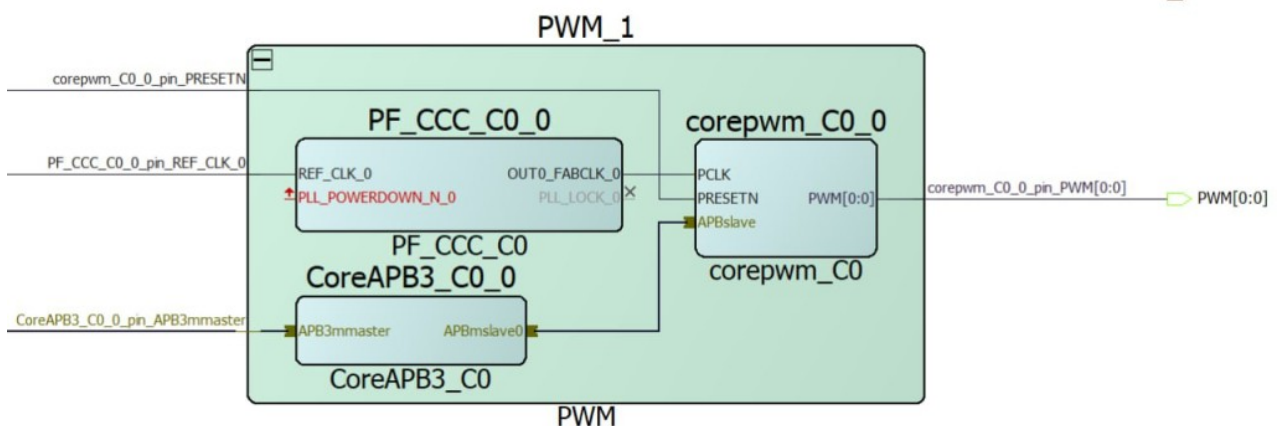 PWM_1
corepwm_C0_0_pin_PRESETN
PF_CCC_C0_0
corepwm_C0_0
PF_CCC_C0_0_pin_REF_CLK_0
REF_CLK_0
OUT0_FABCLK_0
PLL_POWERDOWN_N_0
PLL_LOCK_0
PF_CCC_C0
PCLK
PRESETN
PWM[0:0]
APBslave
corepwm_C0
corepwm_C0_0_pin_PWM[0:0]
PWM[0:0]
CoreAPB3_C0_0
CoreAPB3_C0_0_pin_APB3mmaster
APB3mmaster
APBmslave0
CoreAPB3_C0
PWM